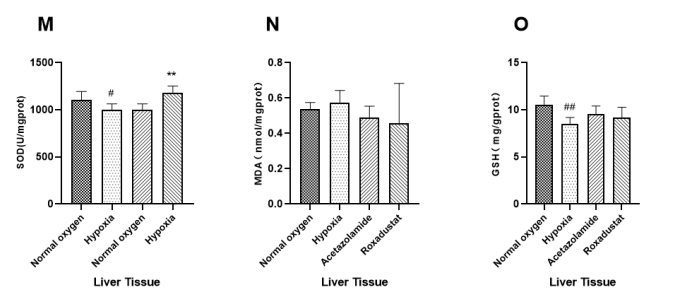 M
1500
1000
500
0
SOD(U/mgprot)
#
**
Normal oxygen
Hypoxia
Normal oxygen
Hypoxia
Liver Tissue
N
0.8
0.6
0.4
0.2
0.0
MDA ( nmol/mgprot)
Normal oxygen
Hypoxia
Acetazolamide
Roxadustat
Liver Tissue
O
15
10
5
0
GSH ( mg/gprot)
##
Normal oxygen
Hypoxia
Acetazolamide
Roxadustat
Liver Tissue